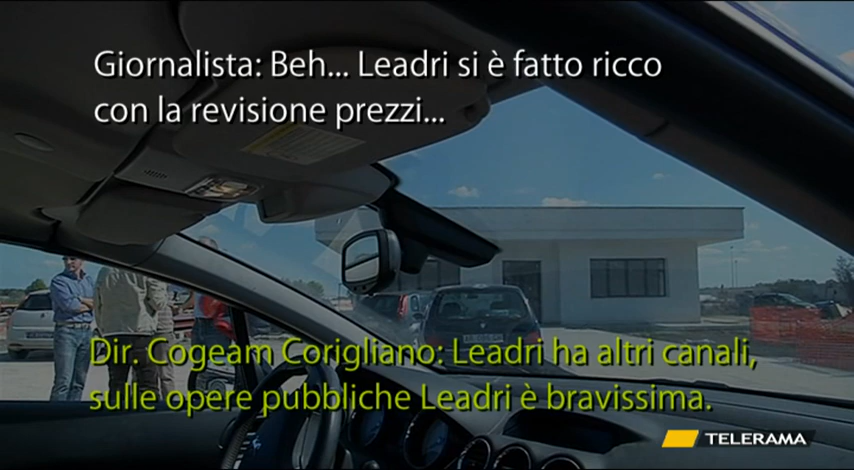 Giornalista: Beh... Leadri si è fatto ricco
con la revisione prezzi...
Dir. Cogeam Corigliano: Leadri ha altri canali,
sulle opere pubbliche Leadri è bravissima.
TELERAMA